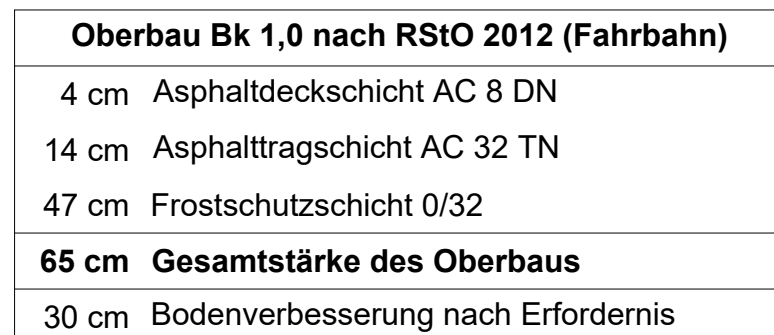 Oberbau Bk 1,0 nach RStO 2012 (Fahrbahn)
4 cm Asphaltdeckschicht AC 8 DN
14 cm Asphalttragschicht AC 32 TN
47 cm Frostschutzschicht 0/32
65 cm Gesamtstärke des Oberbaus
30 cm Bodenverbesserung nach Erfordernis